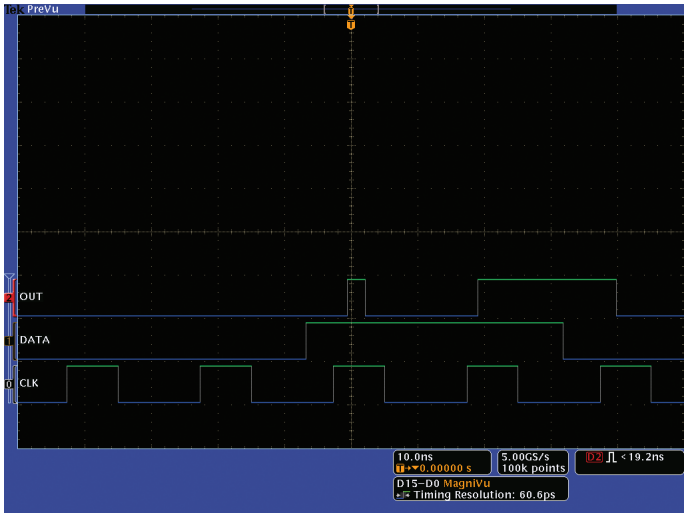 Tek PreVu
T
T
2 OUT
1 DATA
0 CLK
10.0ns
T→▼0.00000 s
5.00GS/s
100k points
D2 < 19.2ns
D15-D0 MagniVu
Timing Resolution: 60.6ps